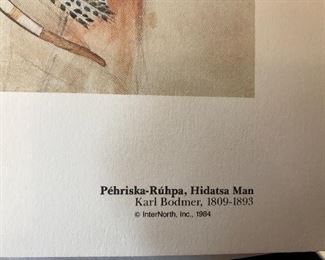 Péhriska-Rúhpa, Hidatsa Man
Karl Bodmer, 1809-1893
© InterNorth, Inc., 1984